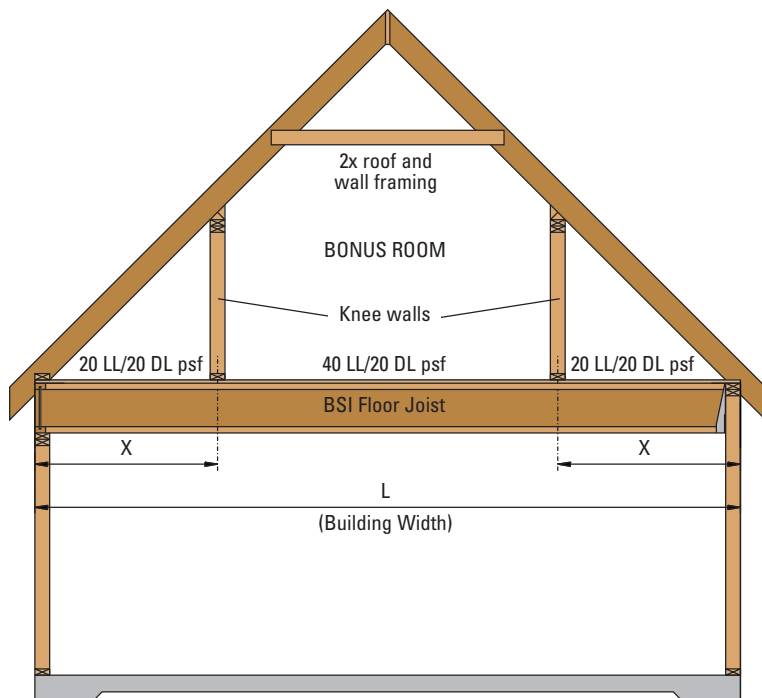 2x roof and
wall framing
BONUS ROOM
Knee walls
20 LL/20 DL psf
40 LL/20 DL psf
20 LL/20 DL psf
BSI Floor Joist
X
X
L
(Building Width)